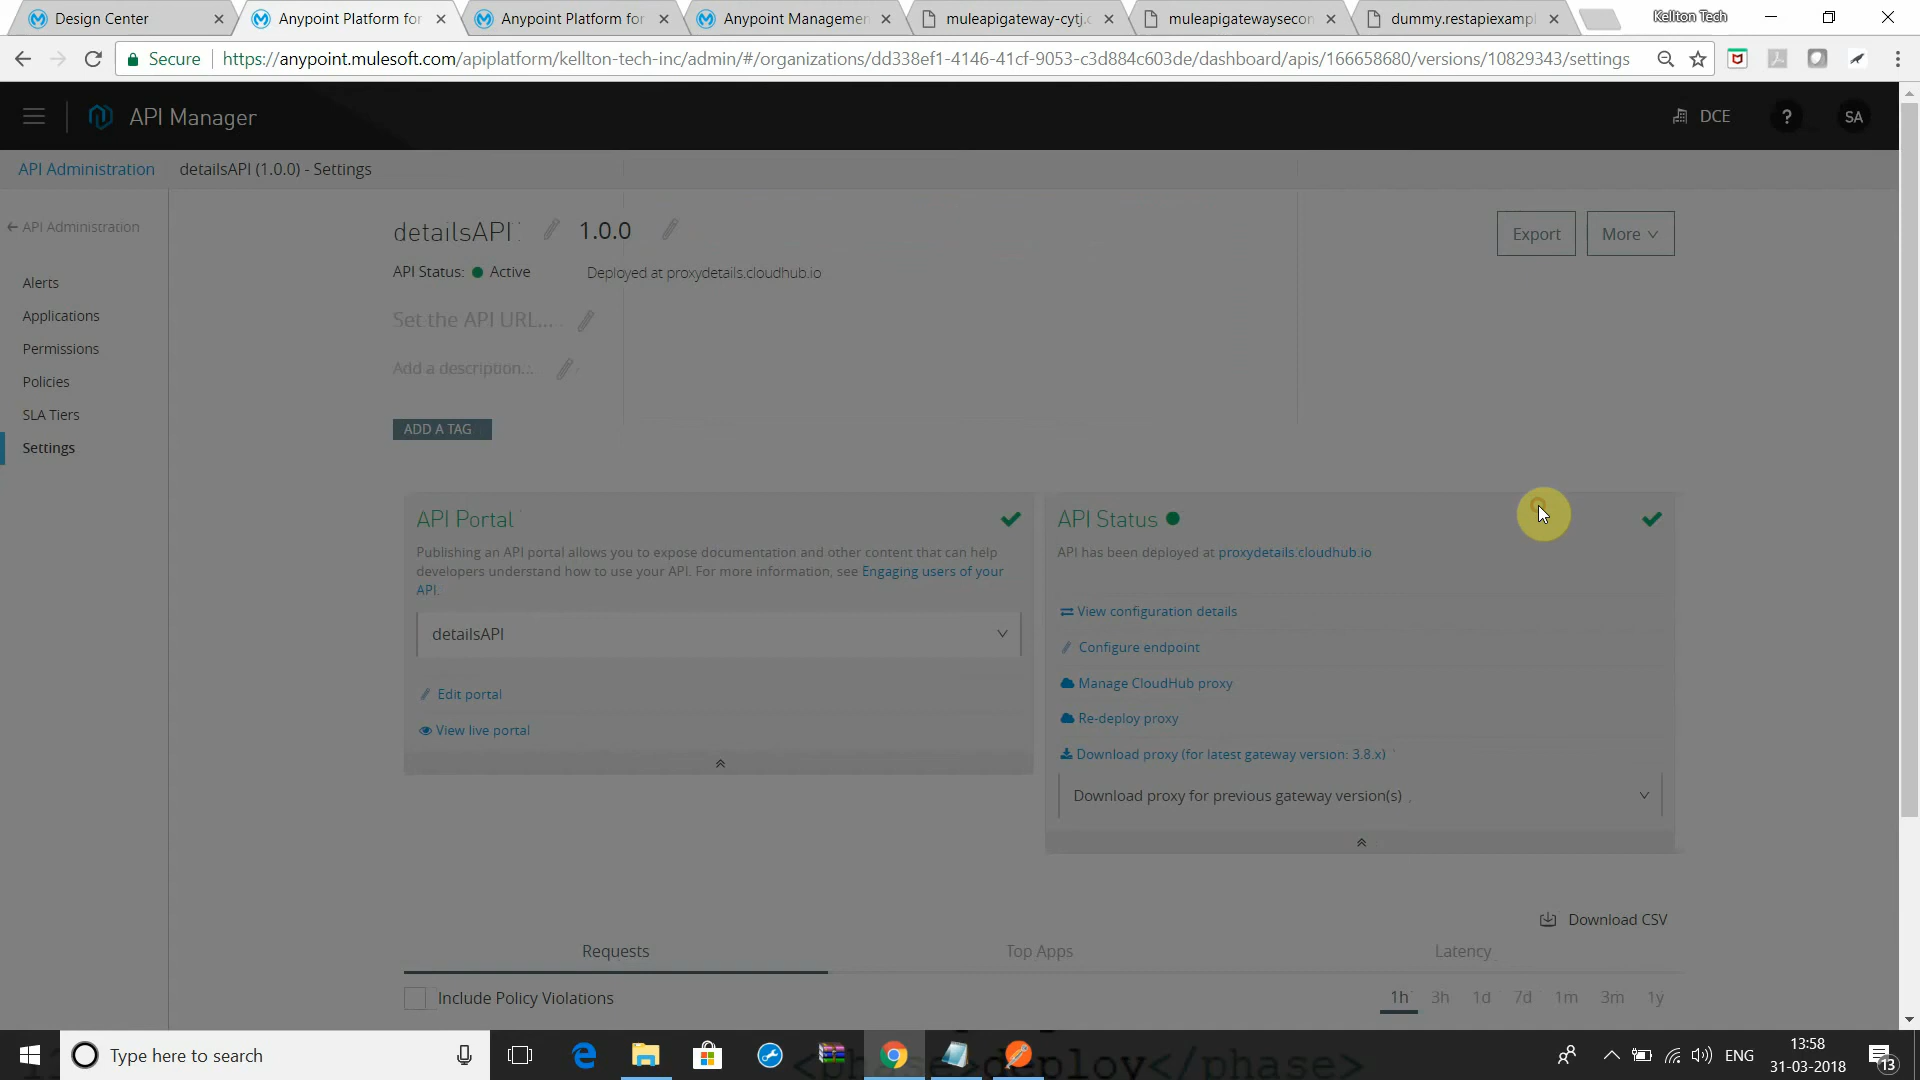 Design Center
Anypoint Platform for
Anypoint Platform for
Anypoint Managemen
muleapigateway-cytj.c
muleapigatewaysecon
dummy.restapiexampl
Kellton Tech
Secure
https://anypoint.mulesoft.com/apiplatform/kellton-tech-inc/admin/#/organizations/dd338ef1-4146-41cf-9053-c3d884c603de/dashboard/apis/166658680/versions/10829343/settings
API Manager
DCE
?
SA
API Administration
detailsAPI (1.0.0) - Settings
API Administration
Alerts
Applications
Permissions
Policies
SLA Tiers
Settings
detailsAPI
1.0.0
Export
More
API Status:
Active
Deployed at proxydetails.cloudhub.io
Set the API URL...
Add a description...
ADD A TAG
API Portal
Publishing an API portal allows you to expose documentation and other content that can help
developers understand how to use your API. For more information, see Engaging users of your
API.
detailsAPI
Edit portal
View live portal
API Status
API has been deployed at proxydetails.cloudhub.io
View configuration details
Configure endpoint
Manage CloudHub proxy
Re-deploy proxy
Download proxy (for latest gateway version: 3.8.x)
Download proxy for previous gateway version(s)
Download CSV
Requests
Top Apps
Latency
Include Policy Violations
1h
3h
1d
7d
1m
3m
1y
Type here to search
deploy</phase>
ENG
13:58
31-03-2018
13